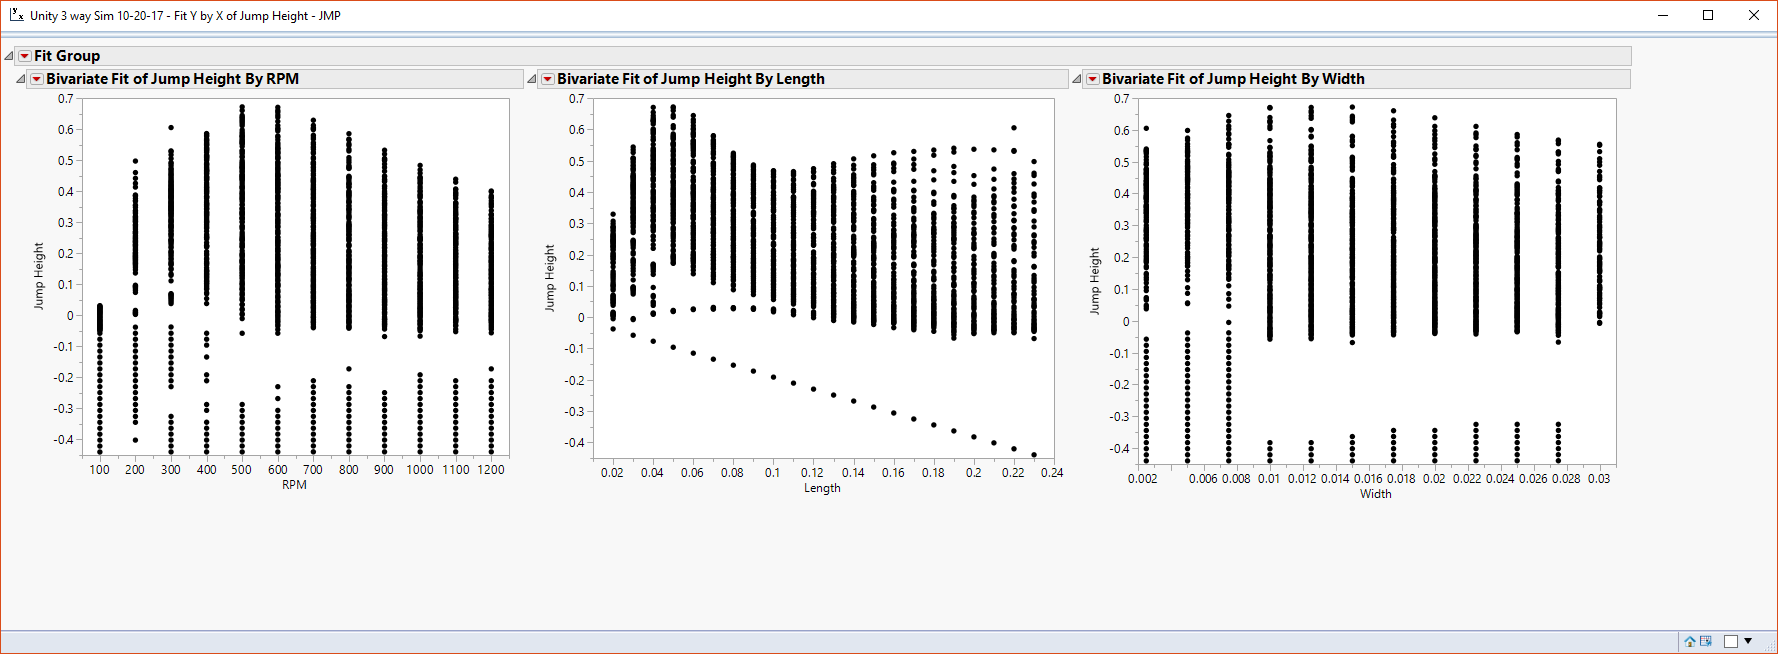 Unity 3 way Sim 10-20-17 - Fit Y by X of Jump Height - JMP
Fit Group
Bivariate Fit of Jump Height By RPM
0.7
0.6
0.5
0.4
0.3
0.2
0.1
0
-0.1
-0.2
-0.3
-0.4
Jump Height
100 200 300 400 500 600 700 800 900 1000 1100 1200
RPM
Bivariate Fit of Jump Height By Length
0.7
0.6
0.5
0.4
0.3
0.2
0.1
0
-0.1
-0.2
-0.3
-0.4
Jump Height
0.02 0.04 0.06 0.08 0.1 0.12 0.14 0.16 0.18 0.2 0.22 0.24
Length
Bivariate Fit of Jump Height By Width
0.7
0.6
0.5
0.4
0.3
0.2
0.1
0
-0.1
-0.2
-0.3
-0.4
Jump Height
0.002 0.006 0.008 0.01 0.012 0.014 0.016 0.018 0.02 0.022 0.024 0.026 0.028 0.03
Width